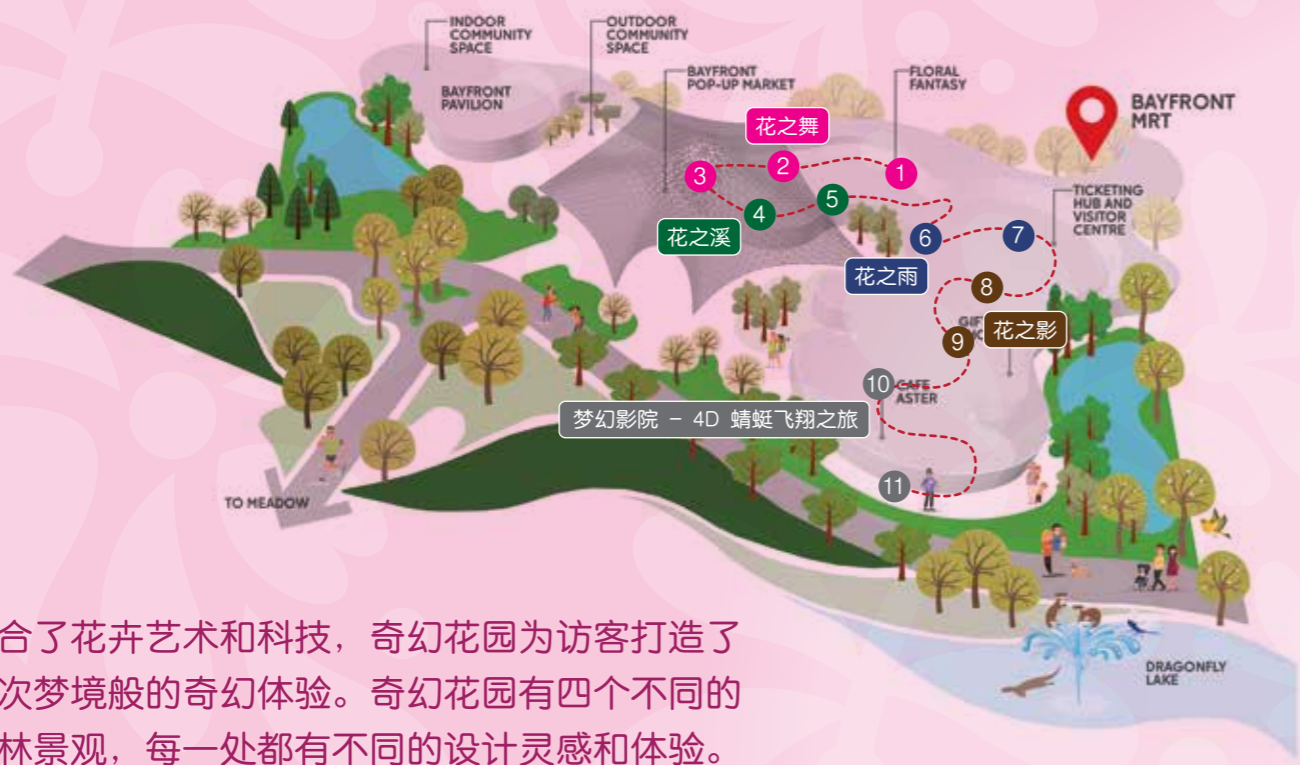 INDOOR
COMMUNITY
SPACE
OUTDOOR
COMMUNITY
SPACE
BAYFRONT
PAVILION
BAYFRONT
POP-UP MARKET
FLORAL
FANTASY
BAYFRONT
MRT
花之舞
3
2
1
TICKETING
HUB AND
VISITOR
CENTRE
4
5
花之溪
6
7
花之雨
8
花之影
9
10
CAFE
ASTER
梦幻影院 – 4D 蜻蜓飞翔之旅
11
TO MEADOW
DRAGONFLY
LAKE
合了花卉艺术和科技，奇幻花园为访客打造了
次梦境般的奇幻体验。奇幻花园有四个不同的
林景观，每一处都有不同的设计灵感和体验。